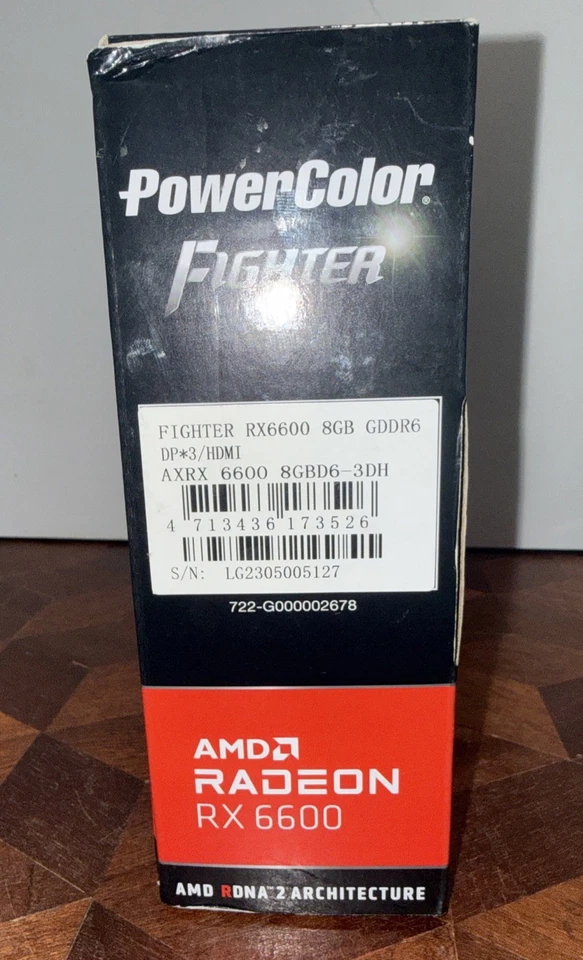 PowerColor®
FIGHTER
FIGHTER RX6600 8GB GDDR6
DP*3/HDMI
AXRX 6600 8GBD6-3DH
4 713436 173526
S/N: LG2305005127
722-G000002678
AMD
RADEON
RX 6600
AMD RDNA™ 2 ARCHITECTURE